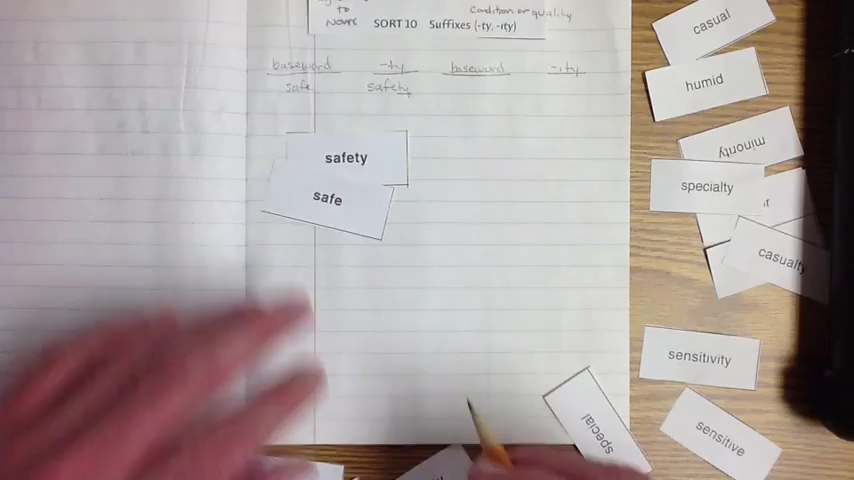 to
Nouns
condition or quality
SORT 10 Suffixes (-ty, -ity)
baseword -ty baseword -ity
safe safety
safety
safe
casual
humid
minority
specialty
casualty
sensitivity
sensitive
special